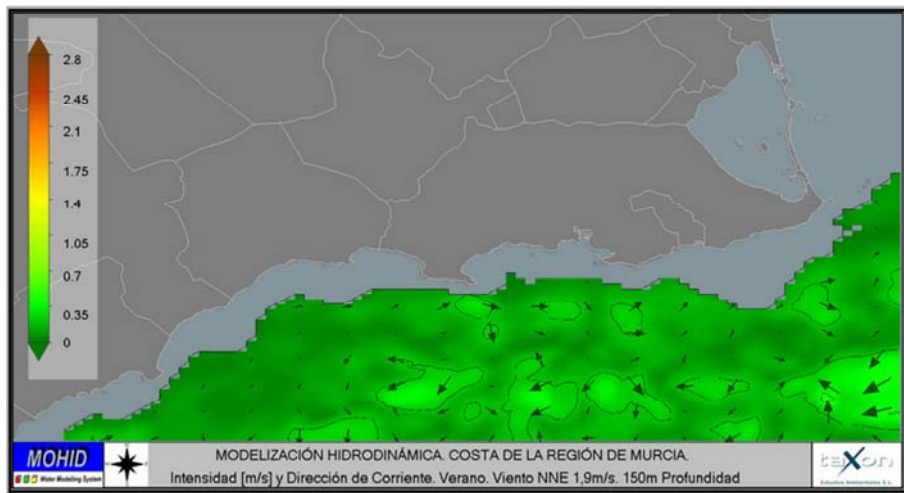 2.8
2.45
2.1
1.75
1.4
1.05
0.7
0.35
0
MOHID
Water Modelling System
MODELIZACIÓN HIDRODINÁMICA. COSTA DE LA REGIÓN DE MURCIA.
Intensidad [m/s] y Dirección de Corriente. Verano. Viento NNE 1,9m/s. 150m Profundidad
taxon
Estudios Ambientales S.L.